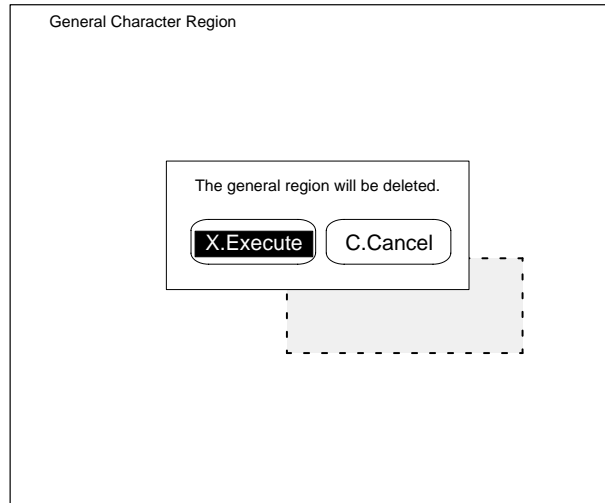 General Character Region
The general region will be deleted.
X.Execute C.Cancel